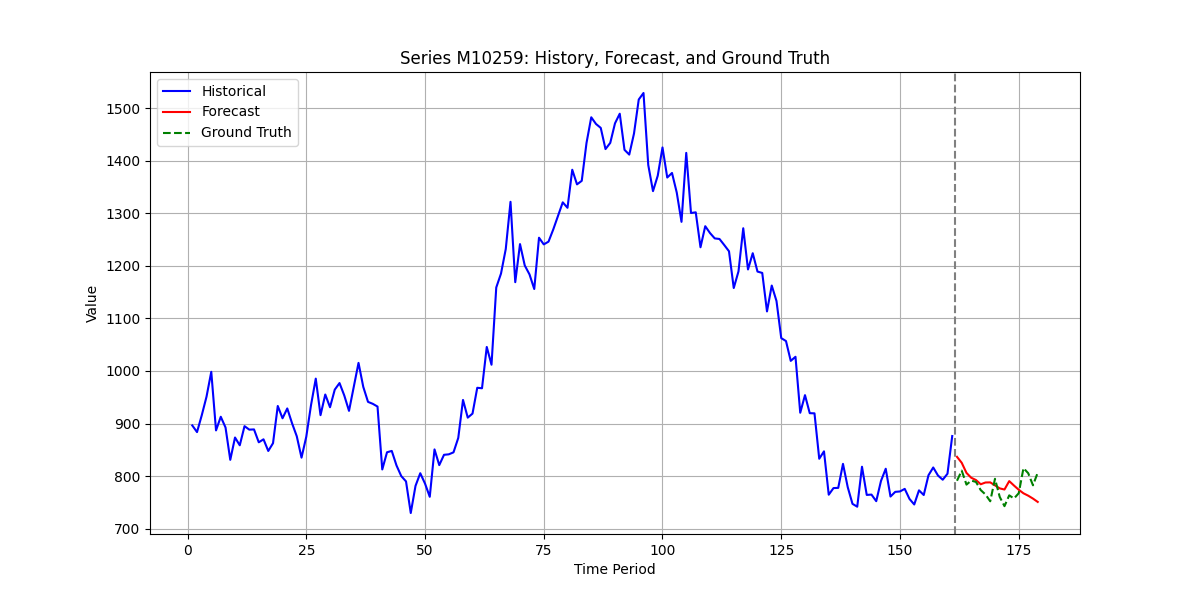 Series M10259: History, Forecast, and Ground Truth
Historical
Forecast
Ground Truth
Value
1500
1400
1300
1200
1100
1000
900
800
700
0 25 50 75 100 125 150 175
Time Period